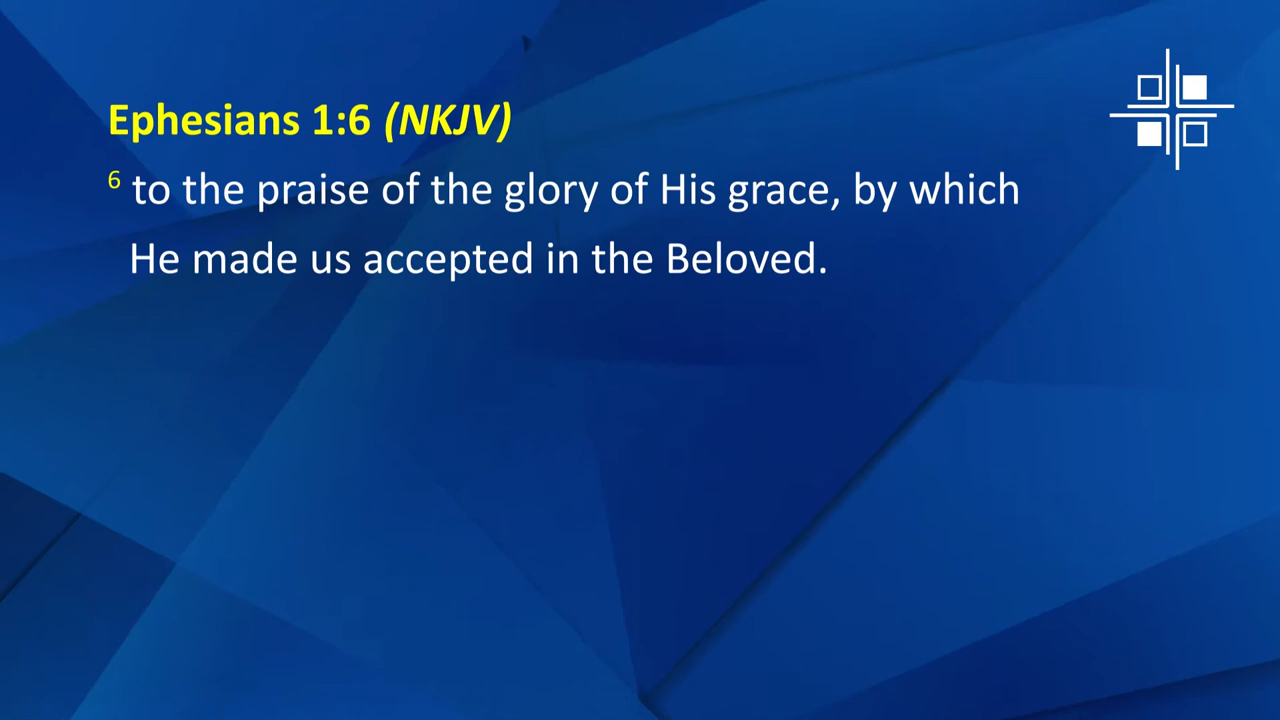 Ephesians 1:6 (NKJV)
6 to the praise of the glory of His grace, by which
He made us accepted in the Beloved.